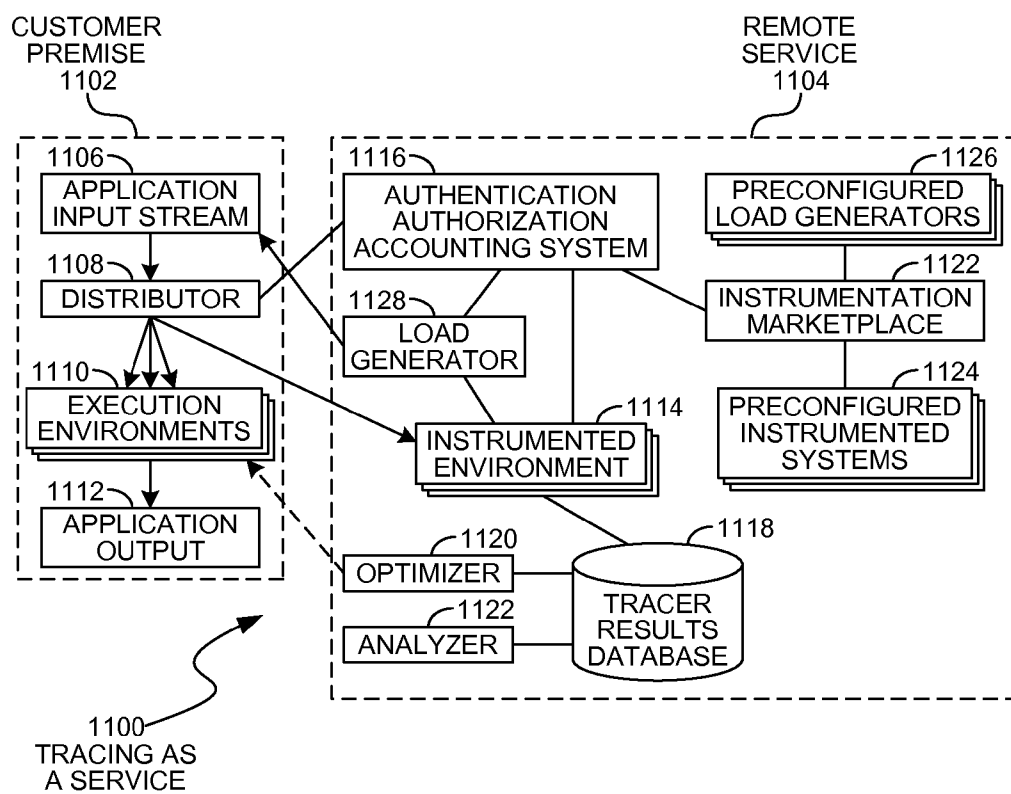 CUSTOMER
PREMISE
1102
REMOTE
SERVICE
1104
1106
APPLICATION
INPUT STREAM
1108
DISTRIBUTOR
1110
EXECUTION
ENVIRONMENTS
1112
APPLICATION
OUTPUT
1116
AUTHENTICATION
AUTHORIZATION
ACCOUNTING SYSTEM
1128
LOAD
GENERATOR
1114
INSTRUMENTED
ENVIRONMENT
1126
PRECONFIGURED
LOAD GENERATORS
1122
INSTRUMENTATION
MARKETPLACE
1124
PRECONFIGURED
INSTRUMENTED
SYSTEMS
1120
OPTIMIZER
1122
ANALYZER
1118
TRACER
RESULTS
DATABASE
1100
TRACING AS
A SERVICE